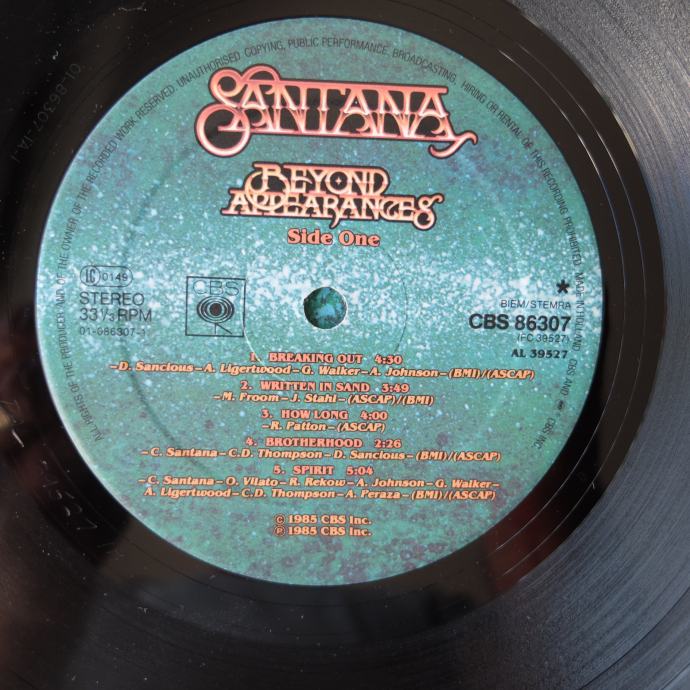 ALL RIGHTS OF THE PRODUCER AND OF THE OWNER OF THE RECORDED WORK RESERVED. UNAUTHORISED COPYING, PUBLIC PERFORMANCE, BROADCASTING, HIRING OR RENTAL OF THIS RECORDING PROHIBITED. MADE IN HOLLAND. CBS AND ARE CBS INC.
SANTANA
BEYOND
APPEARANCES
Side One
LC 0149
STEREO
33 1/3 RPM
01-086307-1
CBS
BIEM/STEMRA
CBS 86307
(FC 39527)
AL 39527
1. BREAKING OUT 4:30
–D. Sancious–A. Ligertwood–G. Walker–A. Johnson–(BMI)/(ASCAP)
2. WRITTEN IN SAND 3:49
–M. Froom–J. Stahl–(ASCAP)/(BMI)
3. HOW LONG 4:00
–R. Patton–(ASCAP)
4. BROTHERHOOD 2:26
–C. Santana–C.D. Thompson–D. Sancious–(BMI)/(ASCAP)
5. SPIRIT 5:04
–C. Santana–O. Vilato–R. Rekow–A. Johnson–G. Walker–
A. Ligertwood–C.D. Thompson–A. Peraza–(BMI)/(ASCAP)
© 1985 CBS Inc.
℗ 1985 CBS Inc.